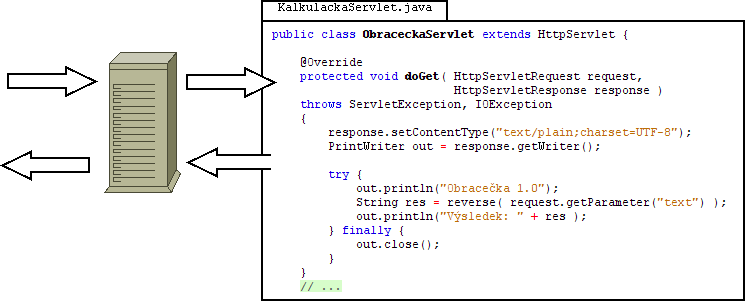 KalkulackaServlet.java
public class ObraceckaServlet extends HttpServlet {
@Override
protected void doGet( HttpServletRequest request,
HttpServletResponse response )
throws ServletException, IOException
{
response.setContentType("text/plain;charset=UTF-8");
PrintWriter out = response.getWriter();
try {
out.println("Obracečka 1.0");
String res = reverse( request.getParameter("text") );
out.println("Výsledek: " + res );
} finally {
out.close();
}
}
// ...